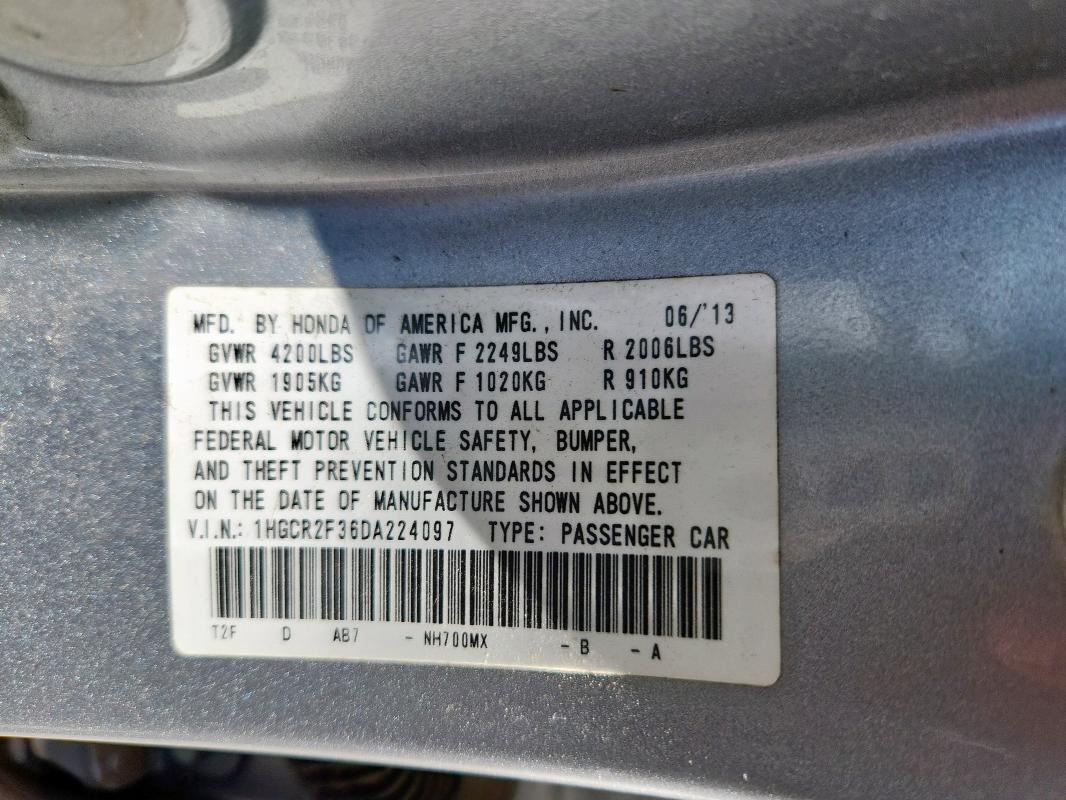 MFD. BY HONDA OF AMERICA MFG., INC. 06/'13
GVWR 4200LBS GAWR F 2249LBS R 2006LBS
GVWR 1905KG GAWR F 1020KG R 910KG
THIS VEHICLE CONFORMS TO ALL APPLICABLE
FEDERAL MOTOR VEHICLE SAFETY, BUMPER,
AND THEFT PREVENTION STANDARDS IN EFFECT
ON THE DATE OF MANUFACTURE SHOWN ABOVE.
V.I.N.: 1HGCR2F36DA224097 TYPE: PASSENGER CAR
T2F D AB7 - NH700MX - B - A